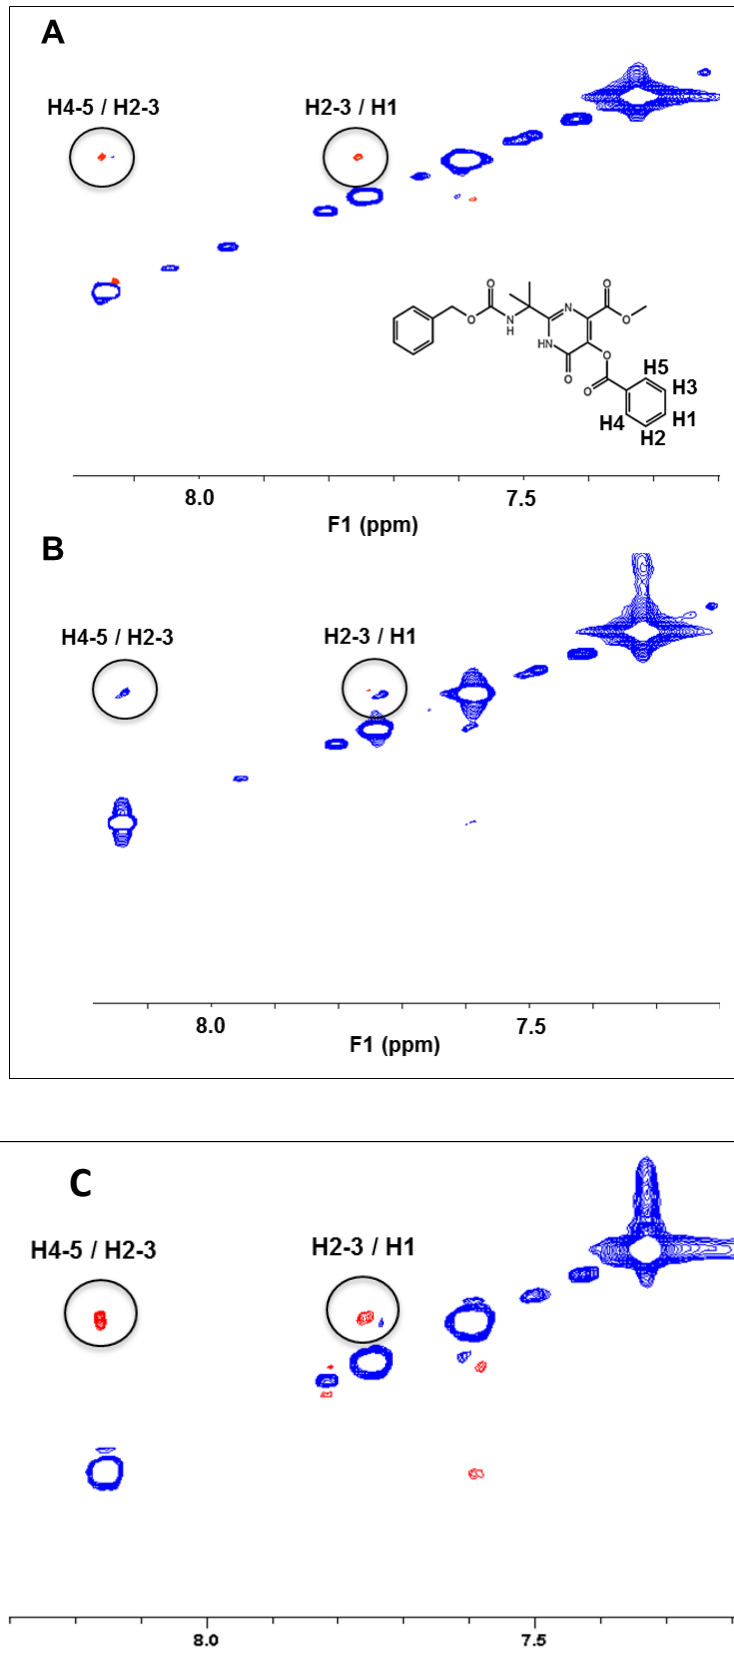 A
H4-5 / H2-3 H2-3 / H1
O O
O N H N O
HN O
O O
H5
H3
H4 H1
H2
8.0 7.5
F1 (ppm)
B
H4-5 / H2-3 H2-3 / H1
8.0 7.5
F1 (ppm)
C
H4-5 / H2-3 H2-3 / H1
8.0 7.5